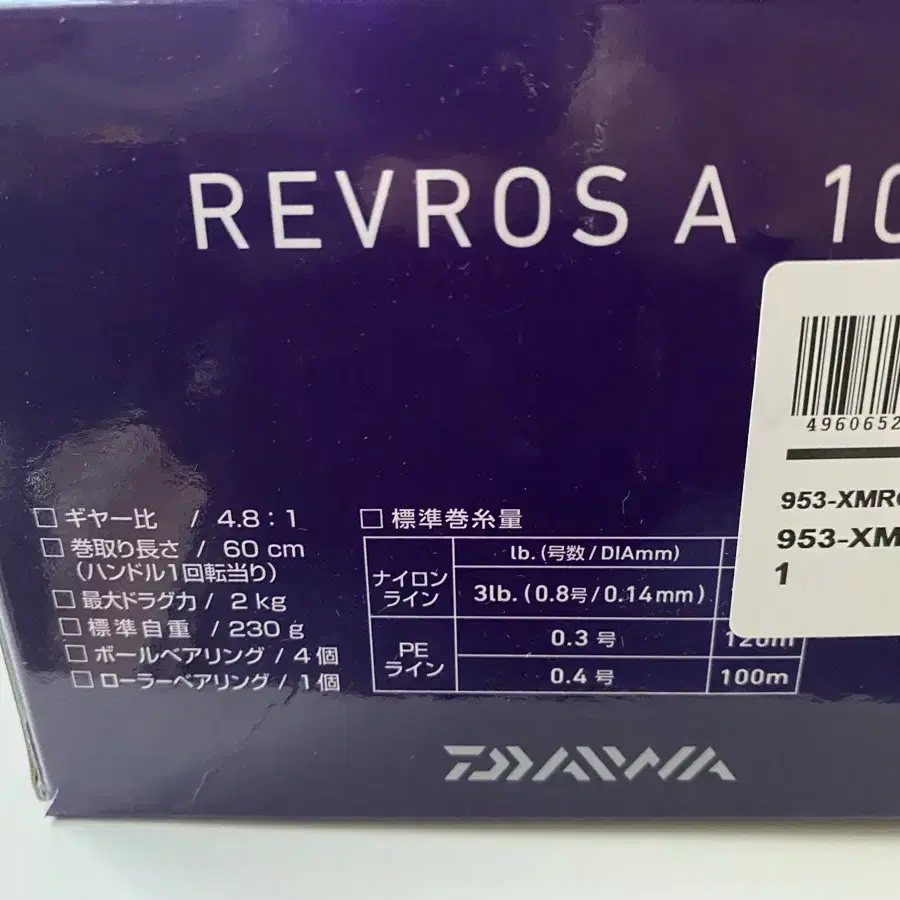 REVROS A 10
4960652
953-XMR
953-XM
1
□ ギヤー比 / 4.8:1
□ 巻取り長さ / 60 cm
(ハンドル1回転当り)
□ 最大ドラグ力 / 2 kg
□ 標準自重 / 230 g
□ ボールベアリング / 4個
□ ローラーベアリング / 1個
□ 標準巻糸量
lb. (号数/DIAmm)
ナイロンライン 3lb. (0.8号/0.14mm)
PEライン 0.3 号 120m
0.4 号 100m
DAIWA